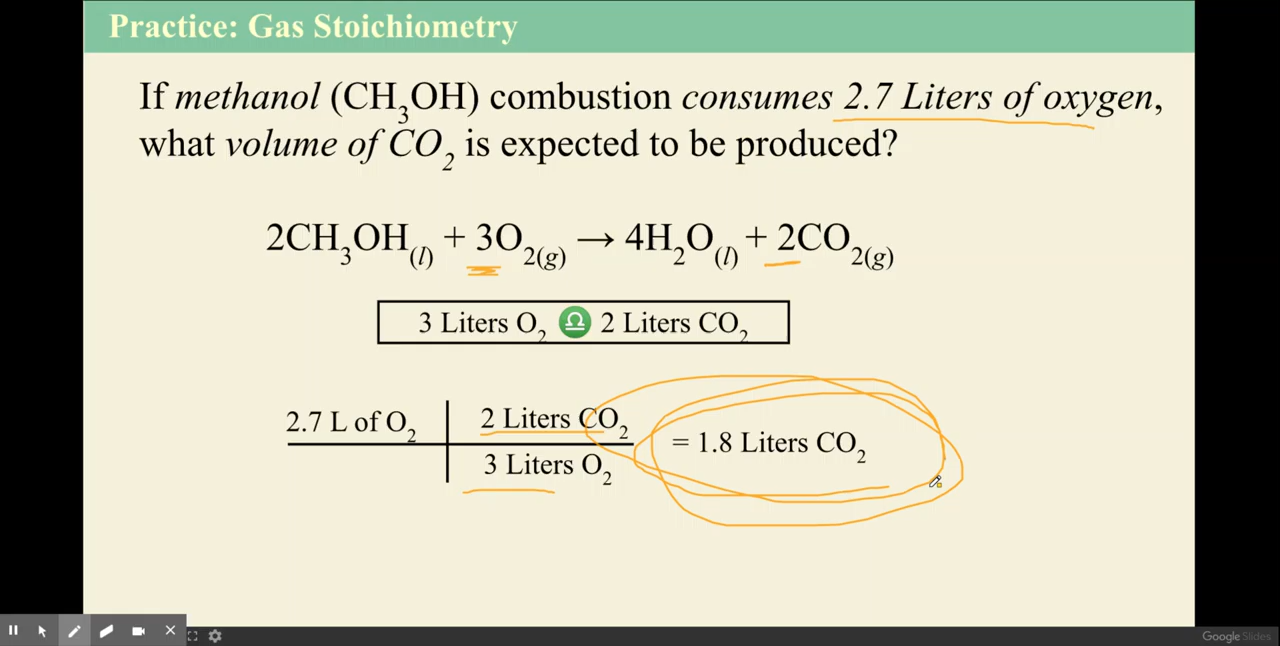 Practice: Gas Stoichiometry
If methanol (CH₃OH) combustion consumes 2.7 Liters of oxygen,
what volume of CO₂ is expected to be produced?
2CH₃OH(l) + 3O₂(g) → 4H₂O(l) + 2CO₂(g)
3 Liters O₂ ♎ 2 Liters CO₂
2.7 L of O₂ 2 Liters CO₂
3 Liters O₂
= 1.8 Liters CO₂
Google Slides